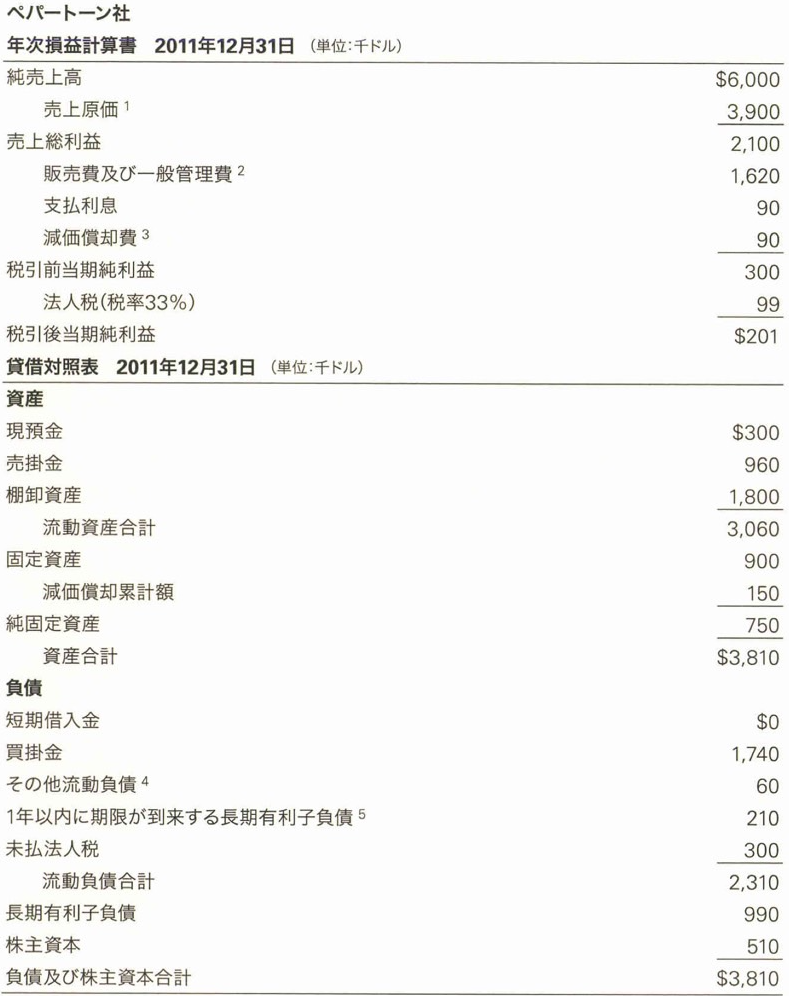 ペパートーン社
年次損益計算書 2011年12月31日 (単位:千ドル)
純売上高 $6,000
売上原価1 3,900
売上総利益 2,100
販売費及び一般管理費2 1,620
支払利息 90
減価償却費3 90
税引前当期純利益 300
法人税(税率33%) 99
税引後当期純利益 $201
貸借対照表 2011年12月31日 (単位:千ドル)
資産
現預金 $300
売掛金 960
棚卸資産 1,800
流動資産合計 3,060
固定資産 900
減価償却累計額 150
純固定資産 750
資産合計 $3,810
負債
短期借入金 $0
買掛金 1,740
その他流動負債4 60
1年以内に期限が到来する長期有利子負債5 210
未払法人税 300
流動負債合計 2,310
長期有利子負債 990
株主資本 510
負債及び株主資本合計 $3,810